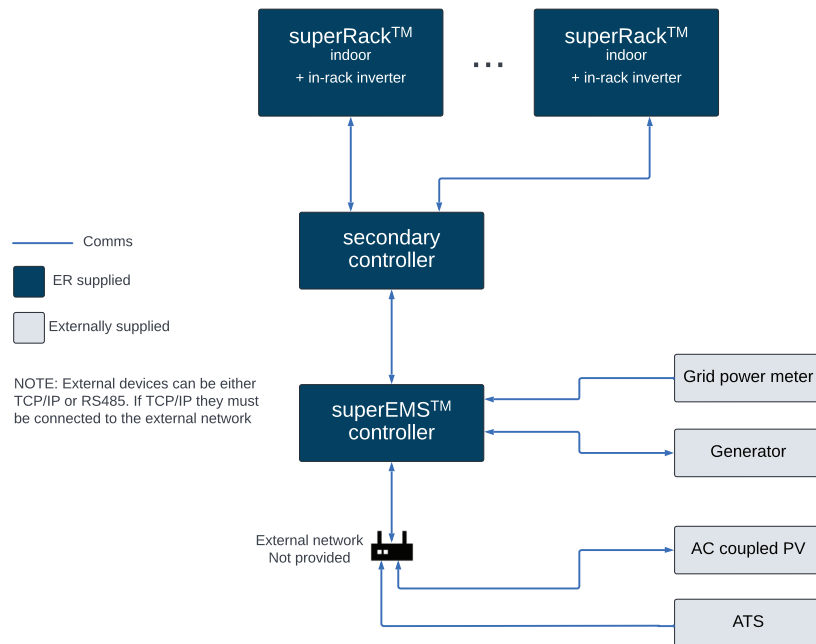 superRack™
indoor
+ in-rack inverter
...
superRack™
indoor
+ in-rack inverter
secondary
controller
Comms
ER supplied
Externally supplied
NOTE: External devices can be either
TCP/IP or RS485. If TCP/IP they must
be connected to the external network
superEMS™
controller
Grid power meter
Generator
External network
Not provided
AC coupled PV
ATS